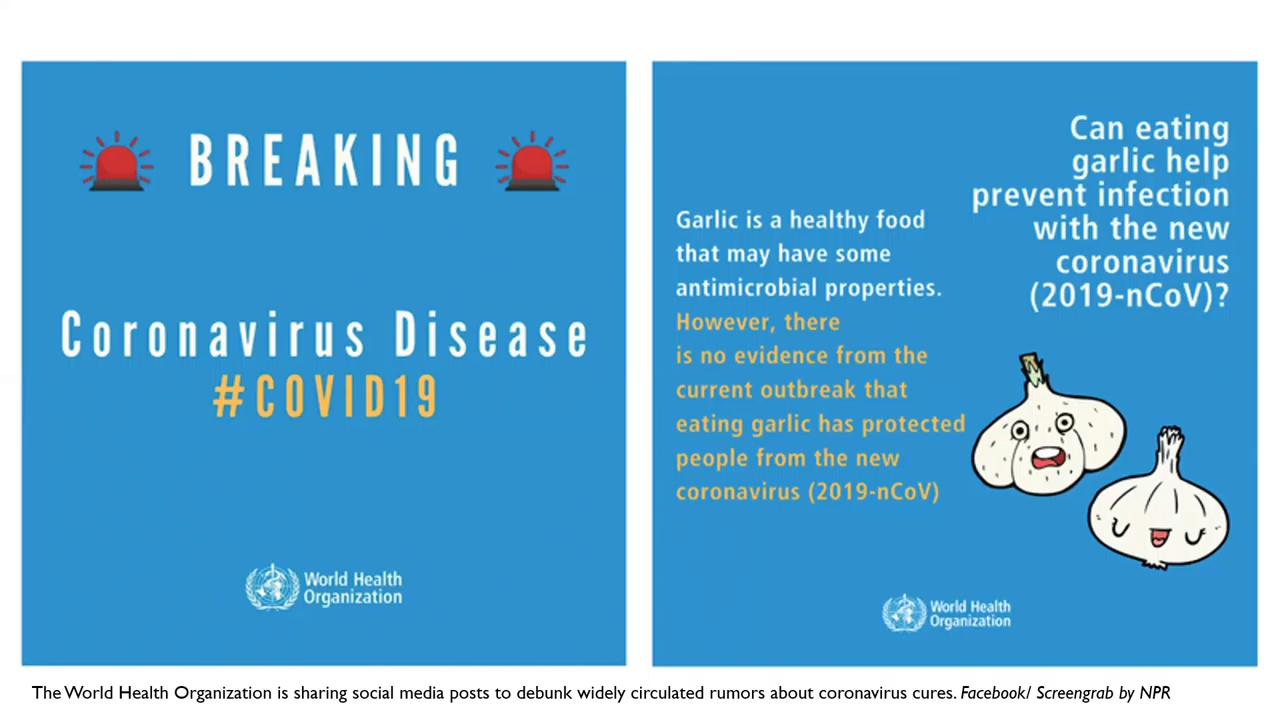 BREAKING
Coronavirus Disease
#COVID19
World Health
Organization
Can eating
garlic help
prevent infection
with the new
coronavirus
(2019-nCoV)?
Garlic is a healthy food
that may have some
antimicrobial properties.
However, there
is no evidence from the
current outbreak that
eating garlic has protected
people from the new
coronavirus (2019-nCoV)
World Health
Organization
The World Health Organization is sharing social media posts to debunk widely circulated rumors about coronavirus cures. Facebook/ Screengrab by NPR